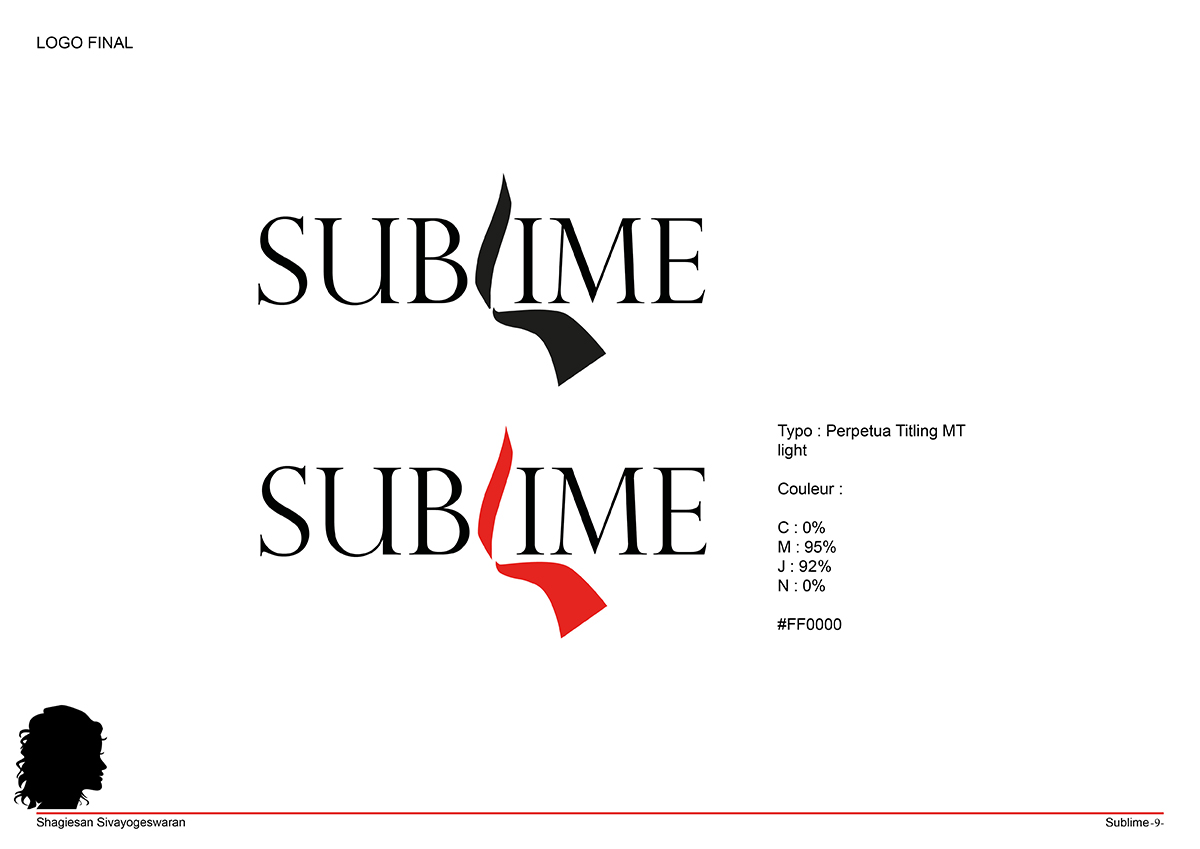 LOGO FINAL
SUBLIME
SUBLIME
Typo : Perpetua Titling MT
light
Couleur :
C : 0%
M : 95%
J : 92%
N : 0%
#FF0000
Shagiesan Sivayogeswaran
Sublime -9-